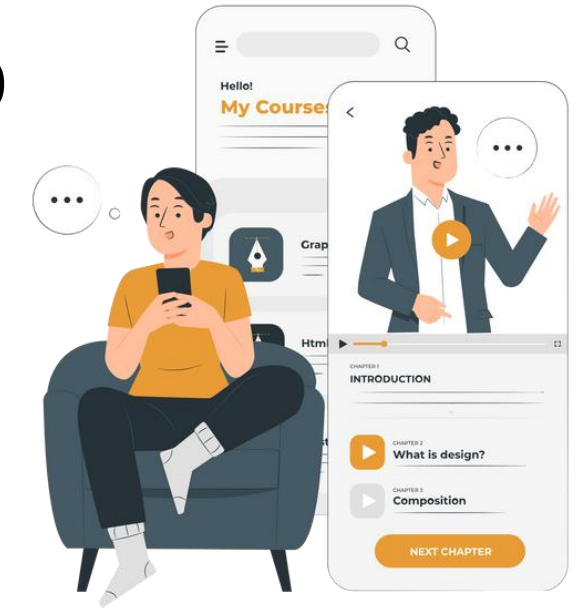 Hello!
My Courses
Grap
Html
CHAPTER 1
INTRODUCTION
CHAPTER 2
What is design?
CHAPTER 3
Composition
NEXT CHAPTER